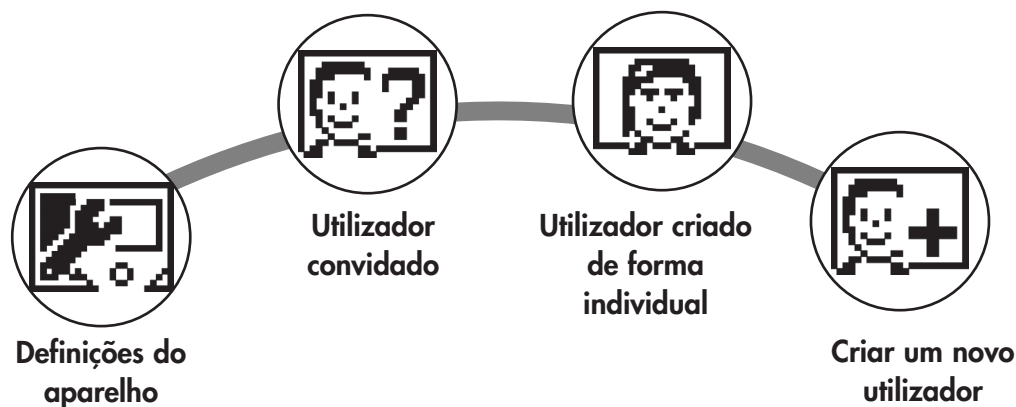 Utilizador
convidado
Utilizador criado
de forma
individual
Definições do
aparelho
Criar um novo
utilizador